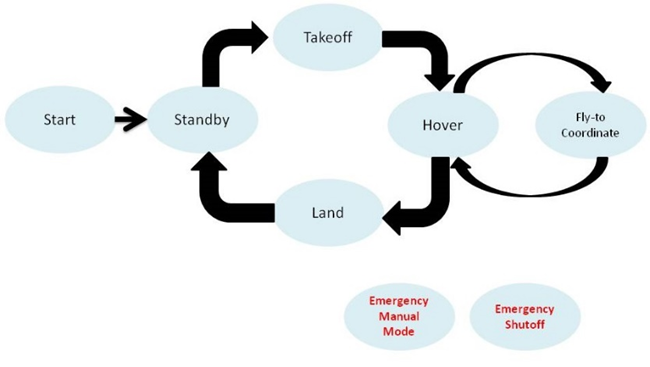 Takeoff
Start
Standby
Hover
Fly-to
Coordinate
Land
Emergency
Manual
Mode
Emergency
Shutoff